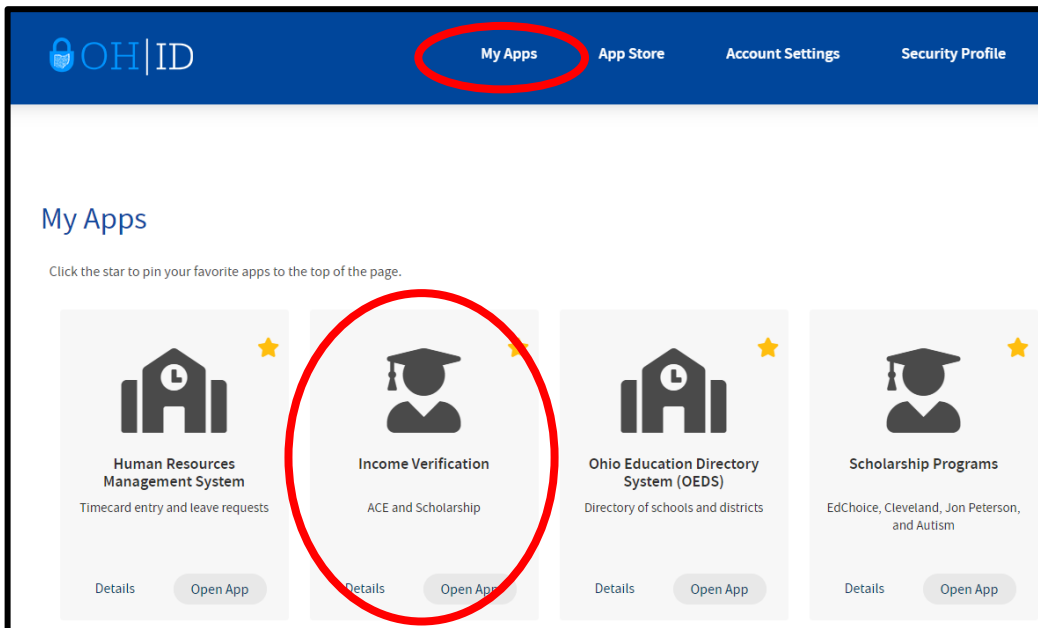 OH|ID
My Apps
App Store
Account Settings
Security Profile
My Apps
Click the star to pin your favorite apps to the top of the page.
Human Resources
Management System
Timecard entry and leave requests
Details
Open App
Income Verification
ACE and Scholarship
Details
Open App
Ohio Education Directory
System (OEDS)
Directory of schools and districts
Details
Open App
Scholarship Programs
EdChoice, Cleveland, Jon Peterson,
and Autism
Details
Open App